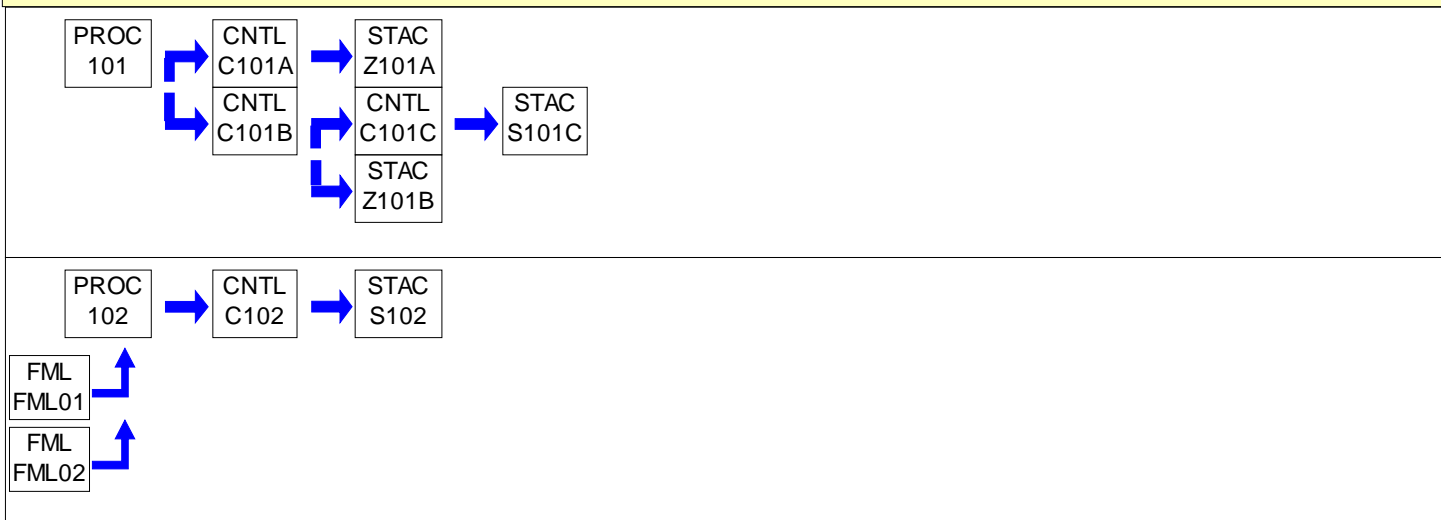 PROC
101
CNTL
C101A
STAC
Z101A
CNTL
C101B
CNTL
C101C
STAC
S101C
STAC
Z101B
PROC
102
CNTL
C102
STAC
S102
FML
FML01
FML
FML02